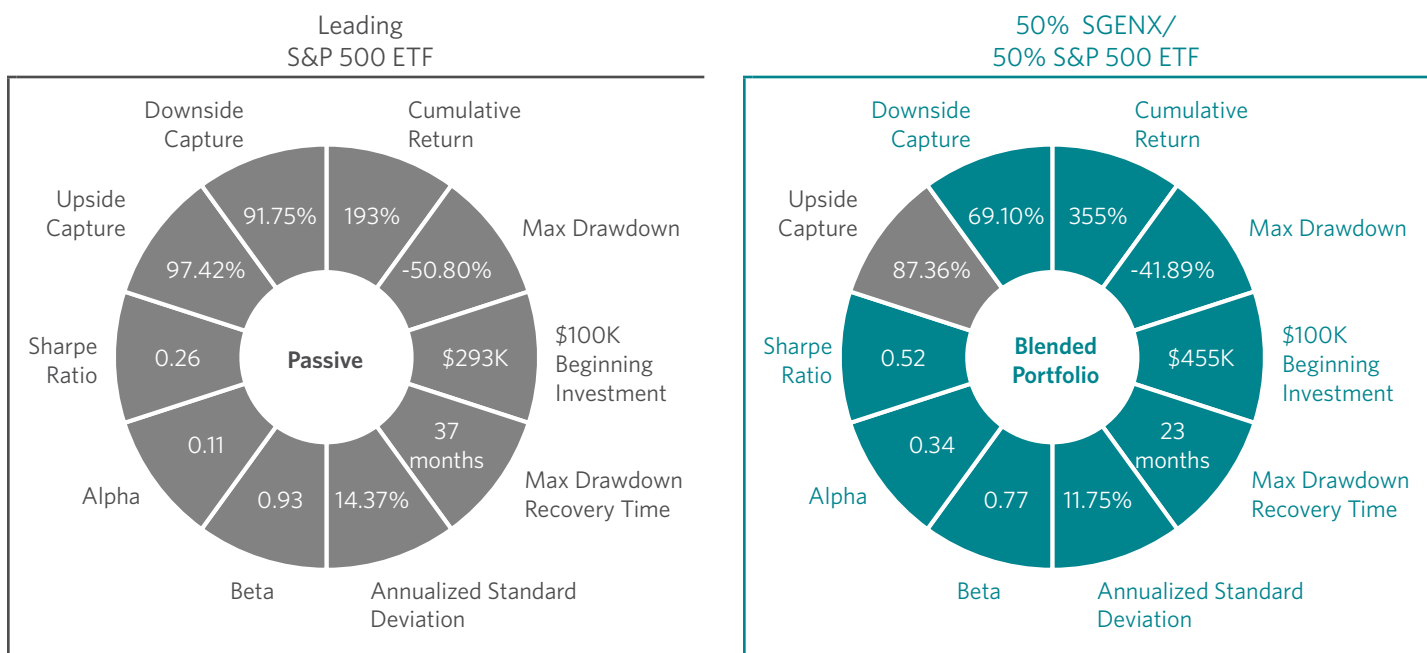 Leading
S&P 500 ETF
Downside
Capture
Cumulative
Return
Upside
Capture
Max Drawdown
91.75%
193%
97.42%
-50.80%
Sharpe
Ratio
0.26
Passive
$293K
$100K
Beginning
Investment
0.11
37
months
Alpha
0.93
14.37%
Max Drawdown
Recovery Time
Beta
Annualized Standard
Deviation
50% SGENX/
50% S&P 500 ETF
Downside
Capture
Cumulative
Return
Upside
Capture
Max Drawdown
69.10%
355%
87.36%
-41.89%
Sharpe
Ratio
0.52
Blended
Portfolio
$455K
$100K
Beginning
Investment
0.34
23
months
Alpha
0.77
11.75%
Max Drawdown
Recovery Time
Beta
Annualized Standard
Deviation